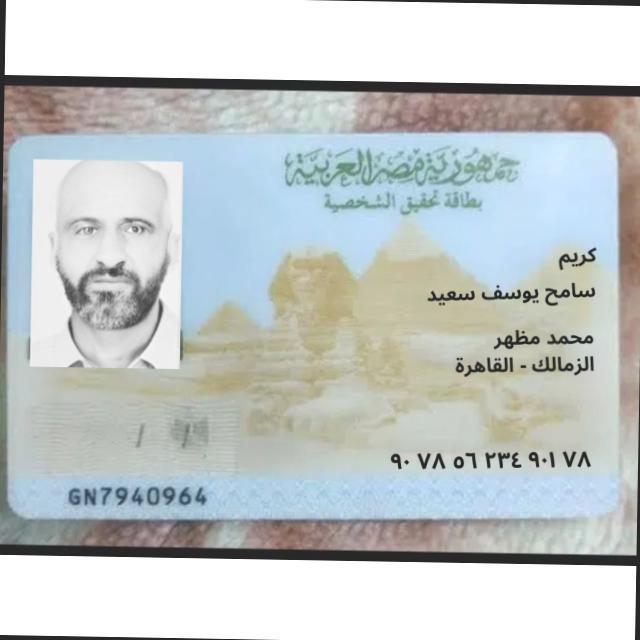 جمهورية مصر العربية
بطاقة تحقيق الشخصية
كريم
سامح يوسف سعيد
محمد مظهر
الزمالك - القاهرة
٩٠ ٧٨ ٥٦ ٢٣٤ ٩٠١ ٧٨
/ /
GN7940964